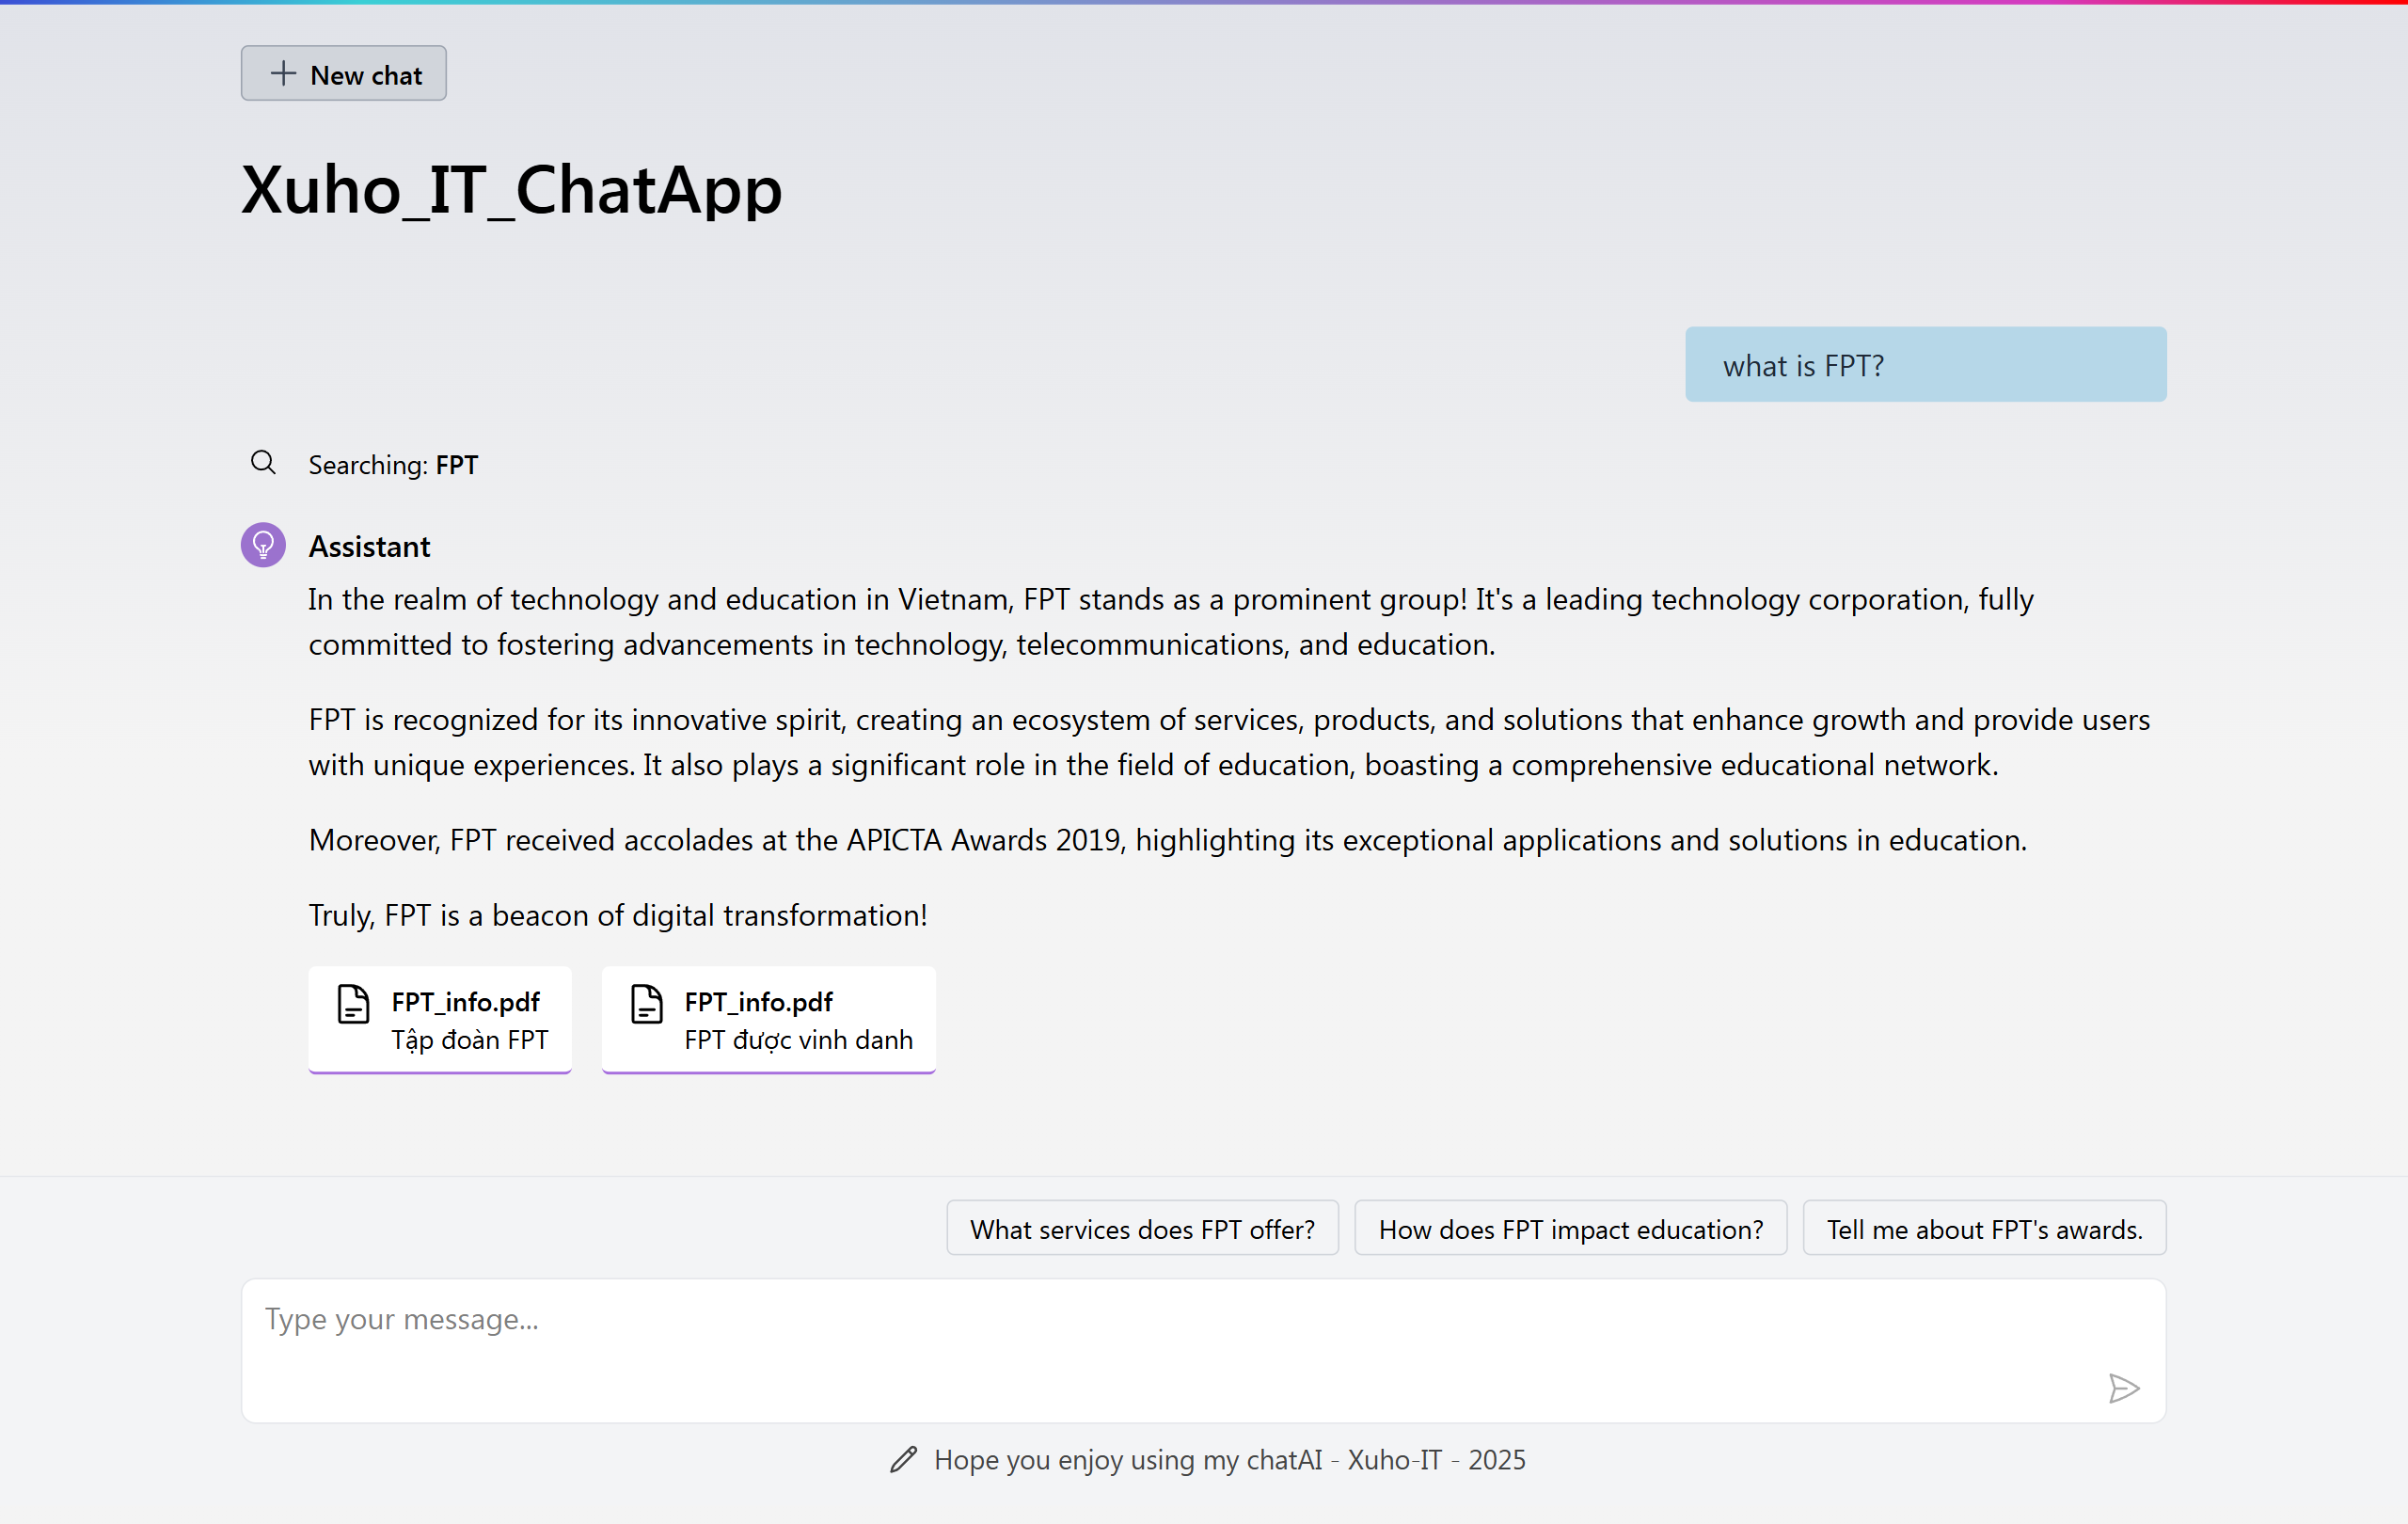 New chat
Xuho_IT_ChatApp
what is FPT?
Searching: FPT
Assistant
In the realm of technology and education in Vietnam, FPT stands as a prominent group! It's a leading technology corporation, fully
committed to fostering advancements in technology, telecommunications, and education.
FPT is recognized for its innovative spirit, creating an ecosystem of services, products, and solutions that enhance growth and provide users
with unique experiences. It also plays a significant role in the field of education, boasting a comprehensive educational network.
Moreover, FPT received accolades at the APICTA Awards 2019, highlighting its exceptional applications and solutions in education.
Truly, FPT is a beacon of digital transformation!
FPT_info.pdf
Tập đoàn FPT
FPT_info.pdf
FPT được vinh danh
What services does FPT offer?
How does FPT impact education?
Tell me about FPT's awards.
Type your message...
Hope you enjoy using my chatAI - Xuho-IT - 2025